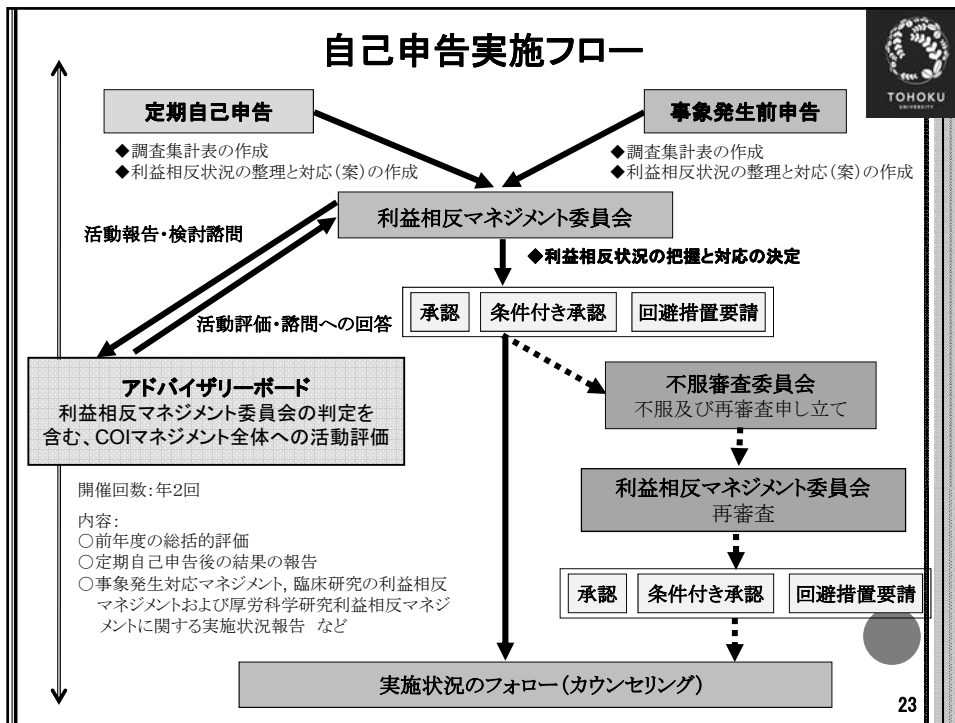 自己申告実施フロー
TOHOKU
UNIVERSITY
定期自己申告
事象発生前申告
◆調査集計表の作成
◆利益相反状況の整理と対応(案)の作成
◆調査集計表の作成
◆利益相反状況の整理と対応(案)の作成
利益相反マネジメント委員会
活動報告・検討諮問
◆利益相反状況の把握と対応の決定
承認
条件付き承認
回避措置要請
活動評価・諮問への回答
アドバイザリーボード
利益相反マネジメント委員会の判定を
含む、COIマネジメント全体への活動評価
不服審査委員会
不服及び再審査申し立て
利益相反マネジメント委員会
再審査
開催回数:年2回
内容:
○前年度の総括的評価
○定期自己申告後の結果の報告
○事象発生対応マネジメント, 臨床研究の利益相反
マネジメントおよび厚労科学研究利益相反マネジ
メントに関する実施状況報告 など
承認
条件付き承認
回避措置要請
実施状況のフォロー(カウンセリング)
23